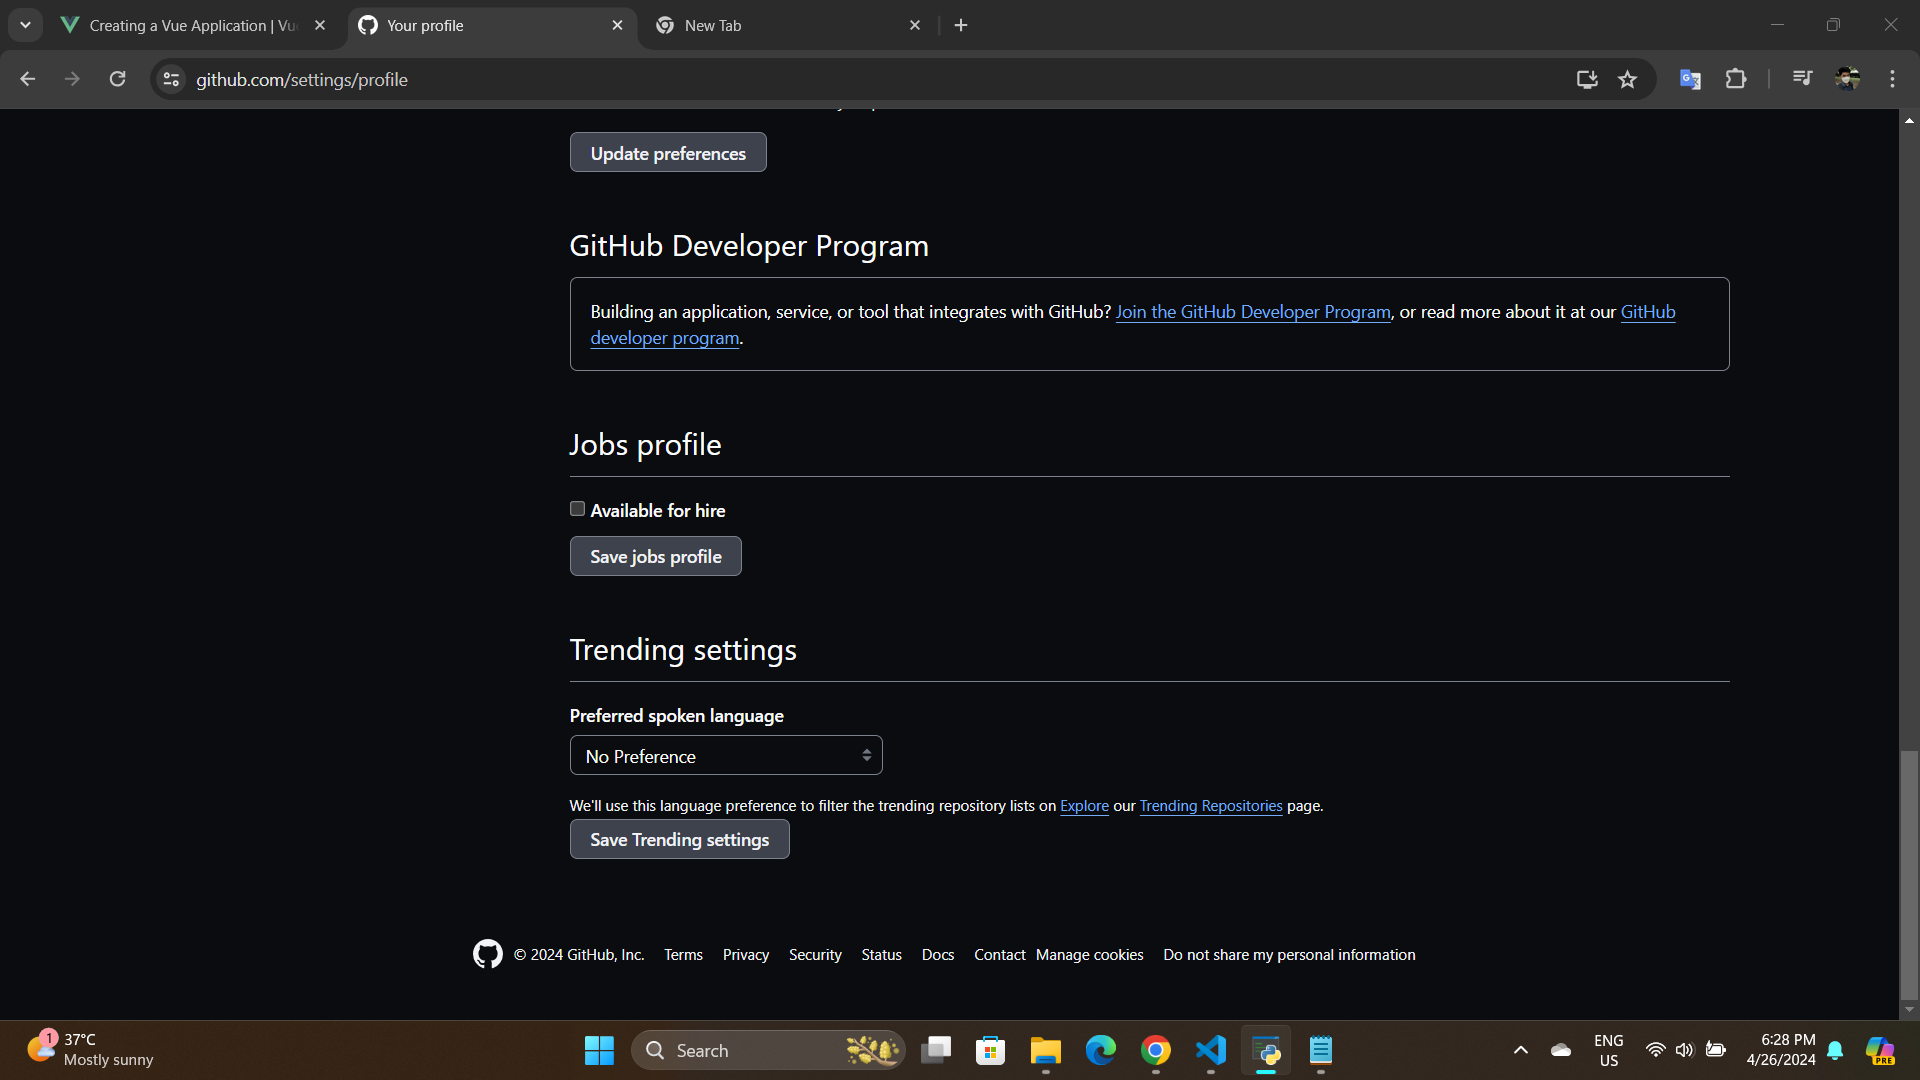 Creating a Vue Application | Vu
Your profile
New Tab
github.com/settings/profile
Update preferences
GitHub Developer Program
Building an application, service, or tool that integrates with GitHub? Join the GitHub Developer Program, or read more about it at our GitHub
developer program.
Jobs profile
Available for hire
Save jobs profile
Trending settings
Preferred spoken language
No Preference
We'll use this language preference to filter the trending repository lists on Explore our Trending Repositories page.
Save Trending settings
© 2024 GitHub, Inc. Terms Privacy Security Status Docs Contact Manage cookies Do not share my personal information
1
37°C
Mostly sunny
Search
ENG
US
6:28 PM
4/26/2024
PRE